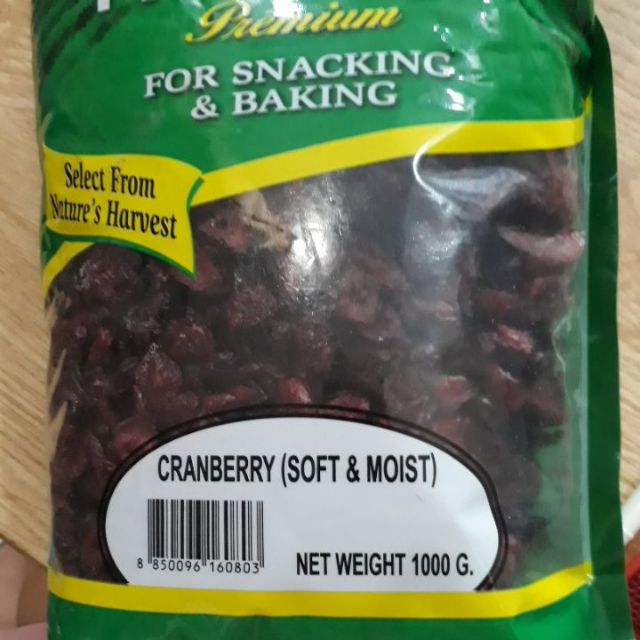 Premium
FOR SNACKING
& BAKING
Select From
Nature's Harvest
CRANBERRY (SOFT & MOIST)
8 850096 160803
NET WEIGHT 1000 G.